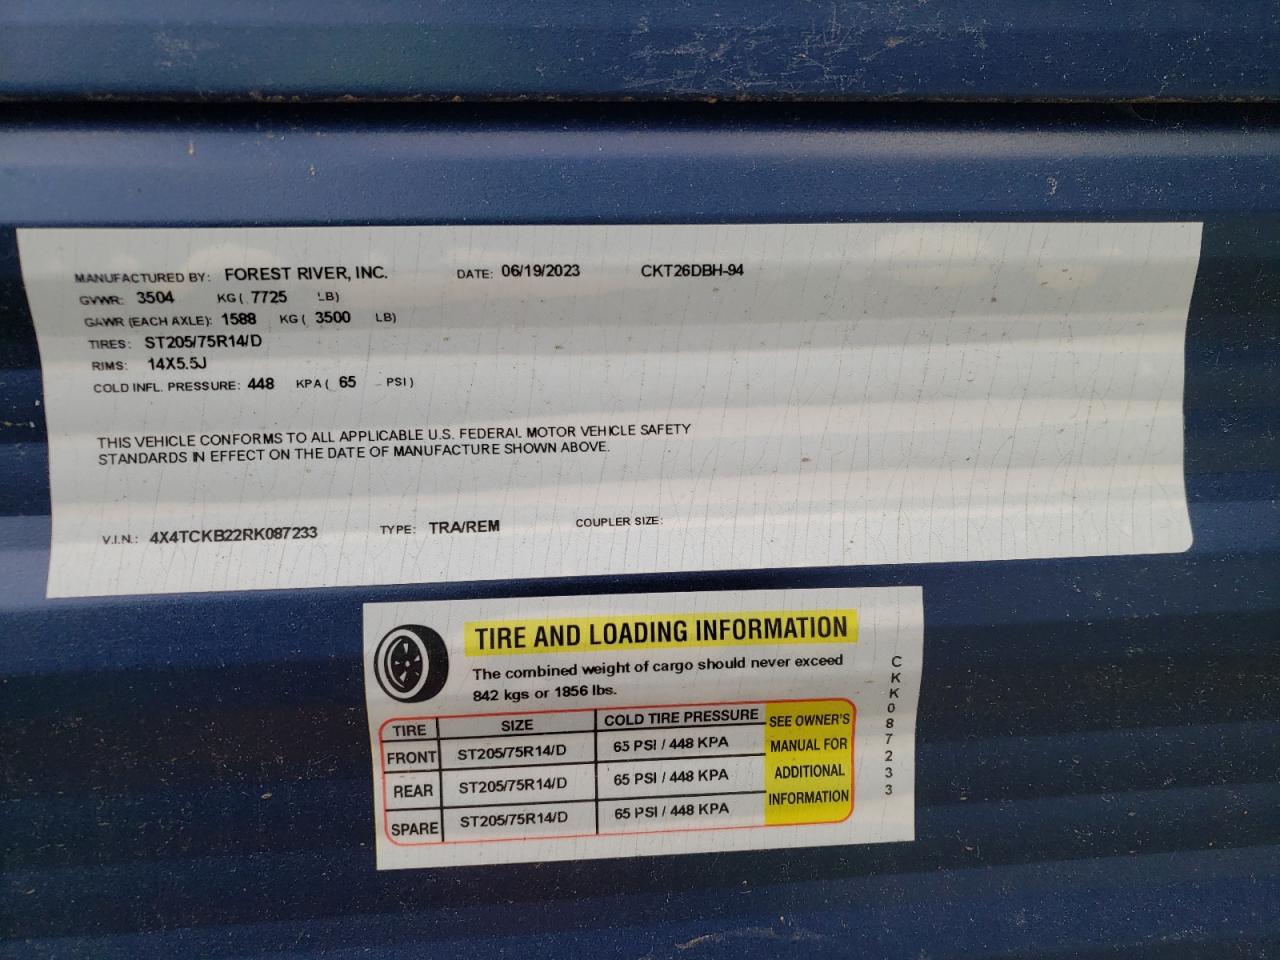 MANUFACTURED BY: FOREST RIVER, INC. DATE: 06/19/2023 CKT26DBH-94
GVWR: 3504 KG( 7725 LB)
GAWR (EACH AXLE): 1588 KG ( 3500 LB)
TIRES: ST205/75R14/D
RIMS: 14X5.5J
COLD INFL. PRESSURE: 448 KPA ( 65 PSI )
THIS VEHICLE CONFORMS TO ALL APPLICABLE U.S. FEDERAL MOTOR VEHICLE SAFETY
STANDARDS IN EFFECT ON THE DATE OF MANUFACTURE SHOWN ABOVE.
V.I.N.: 4X4TCKB22RK087233 TYPE: TRA/REM COUPLER SIZE:
TIRE AND LOADING INFORMATION
The combined weight of cargo should never exceed
842 kgs or 1856 lbs.
TIRE SIZE COLD TIRE PRESSURE SEE OWNER'S
FRONT ST205/75R14/D 65 PSI / 448 KPA MANUAL FOR
REAR ST205/75R14/D 65 PSI / 448 KPA ADDITIONAL
SPARE ST205/75R14/D 65 PSI / 448 KPA INFORMATION
CKK087233